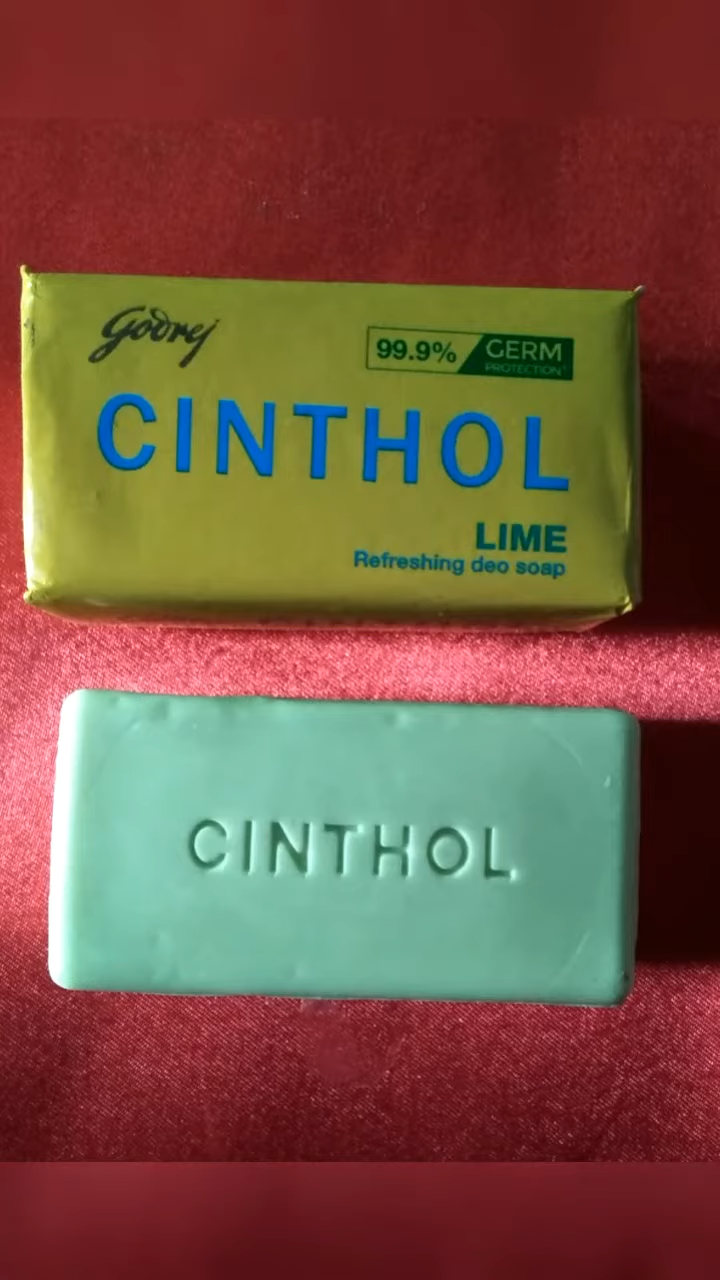 Godrej
99.9% GERM
PROTECTION*
CINTHOL
LIME
Refreshing deo soap
CINTHOL